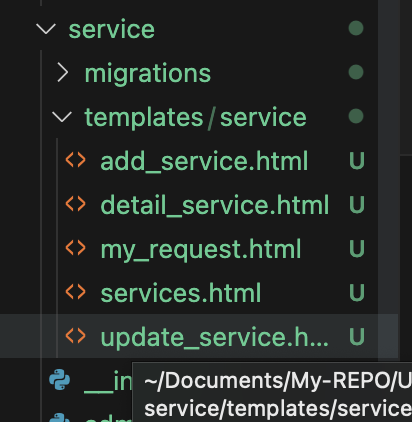 service
migrations
templates/service
add_service.html U
detail_service.html U
my_request.html U
services.html U
update_service.h... U
__in
~/Documents/My-REPO/U
service/templates/service